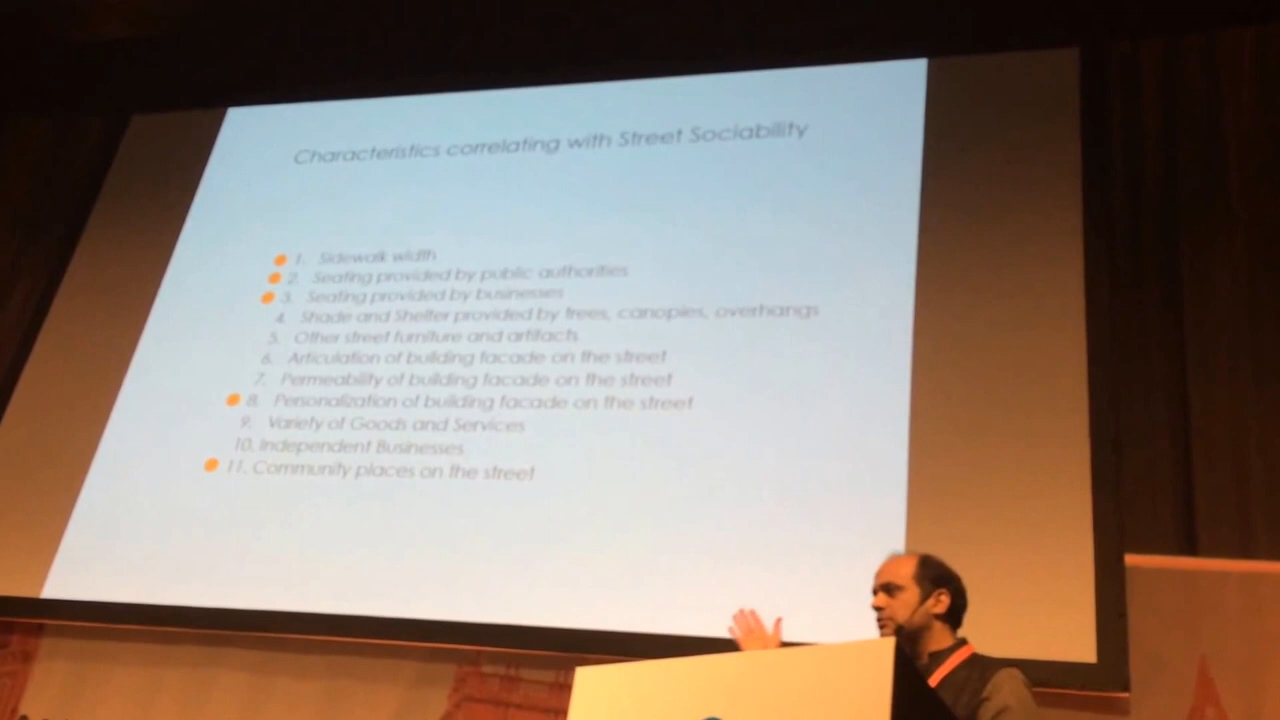 Characteristics correlating with Street Sociability
1. Sidewalk width
2. Seating provided by public authorities
3. Seating provided by businesses
4. Shade and Shelter provided by trees, canopies, overhangs
5. Other street furniture and artifacts
6. Articulation of building facade on the street
7. Permeability of building facade on the street
8. Personalization of building facade on the street
9. Variety of Goods and Services
10. Independent Businesses
11. Community places on the street